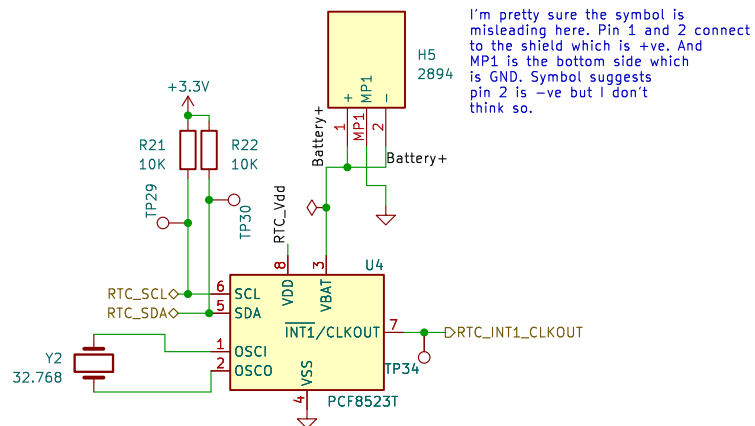 I'm pretty sure the symbol is
misleading here. Pin 1 and 2 connect
to the shield which is +ve. And
MP1 is the bottom side which
is GND. Symbol suggests
pin 2 is -ve but I don't
think so.
H5
2894
+
MP1
-
1
MP1
2
Battery+
Battery+
+3.3V
R21
10K
R22
10K
TP29
TP30
RTC_Vdd
8
3
U4
VDD
VBAT
RTC_SCL
6
SCL
RTC_SDA
5
SDA
INT1/CLKOUT
7
RTC_INT1_CLKOUT
TP34
Y2
32.768
1
OSCI
2
OSCO
VSS
4
PCF8523T